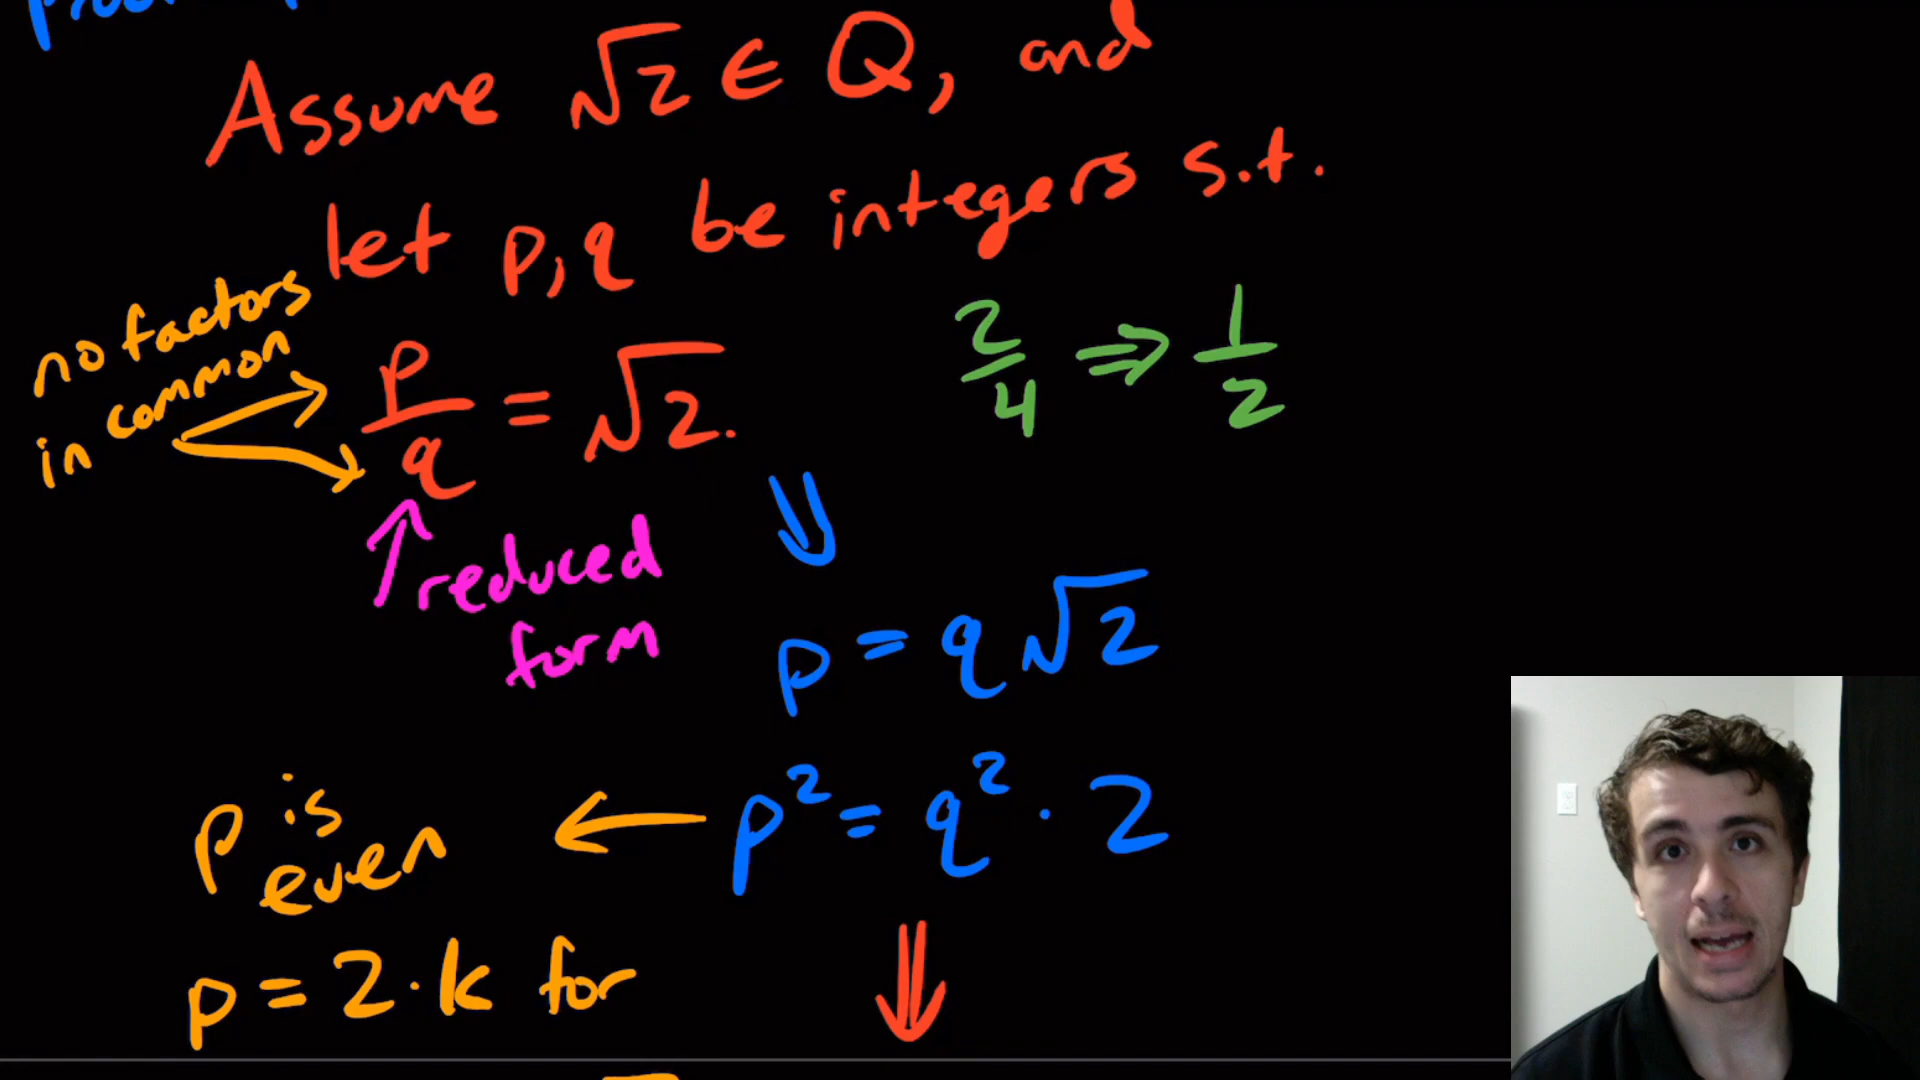 Assume √2 ∈ Q, and
let p,q be integers s.t.
no factors
in common
p/q = √2.
2/4 ⇒ 1/2
reduced
form
p = q√2
p is
even
p² = q² · 2
p = 2·k for